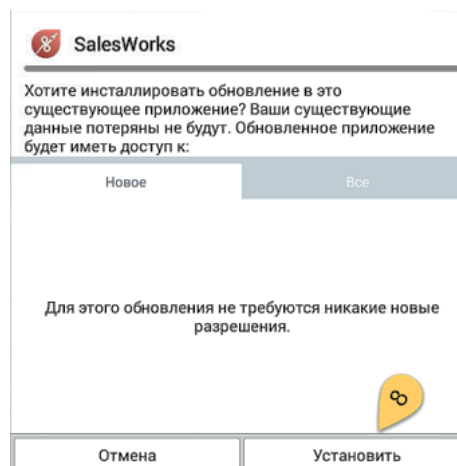 SalesWorks
Хотите инсталлировать обновление в это
существующее приложение? Ваши существующие
данные потеряны не будут. Обновленное приложение
будет иметь доступ к:
Новое
Все
Для этого обновления не требуются никакие новые
разрешения.
8
Отмена
Установить